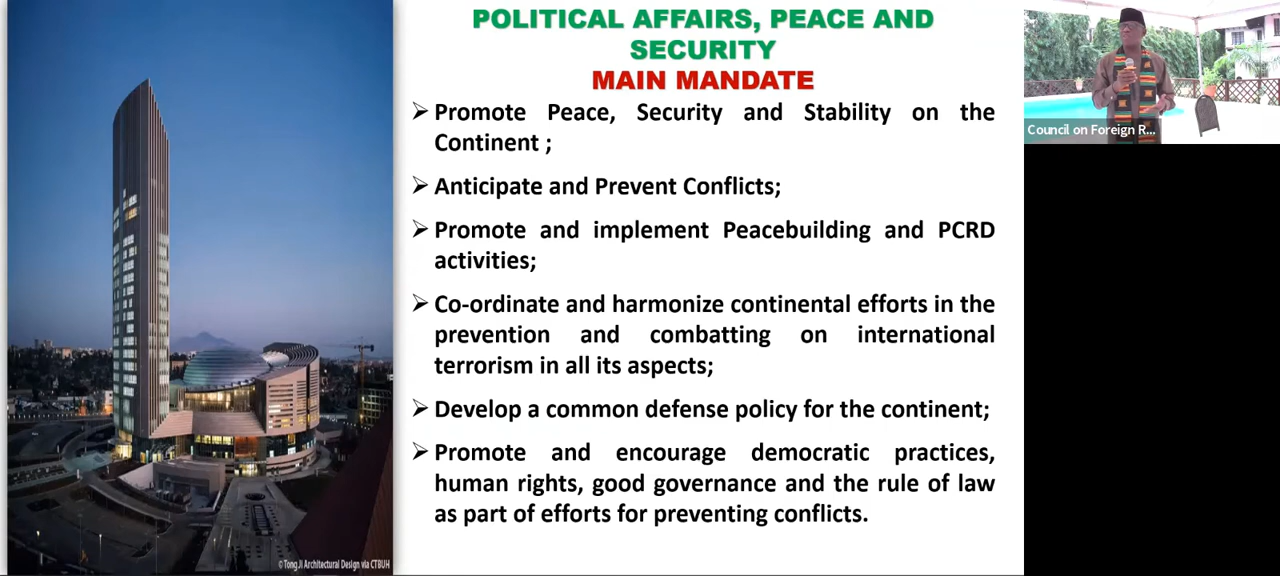 POLITICAL AFFAIRS, PEACE AND
SECURITY
MAIN MANDATE
Promote Peace, Security and Stability on the
Continent ;
Anticipate and Prevent Conflicts;
Promote and implement Peacebuilding and PCRD
activities;
Co-ordinate and harmonize continental efforts in the
prevention and combatting on international
terrorism in all its aspects;
Develop a common defense policy for the continent;
Promote and encourage democratic practices,
human rights, good governance and the rule of law
as part of efforts for preventing conflicts.
© TongJi Architectural Design via CTBUH
Council on Foreign R...